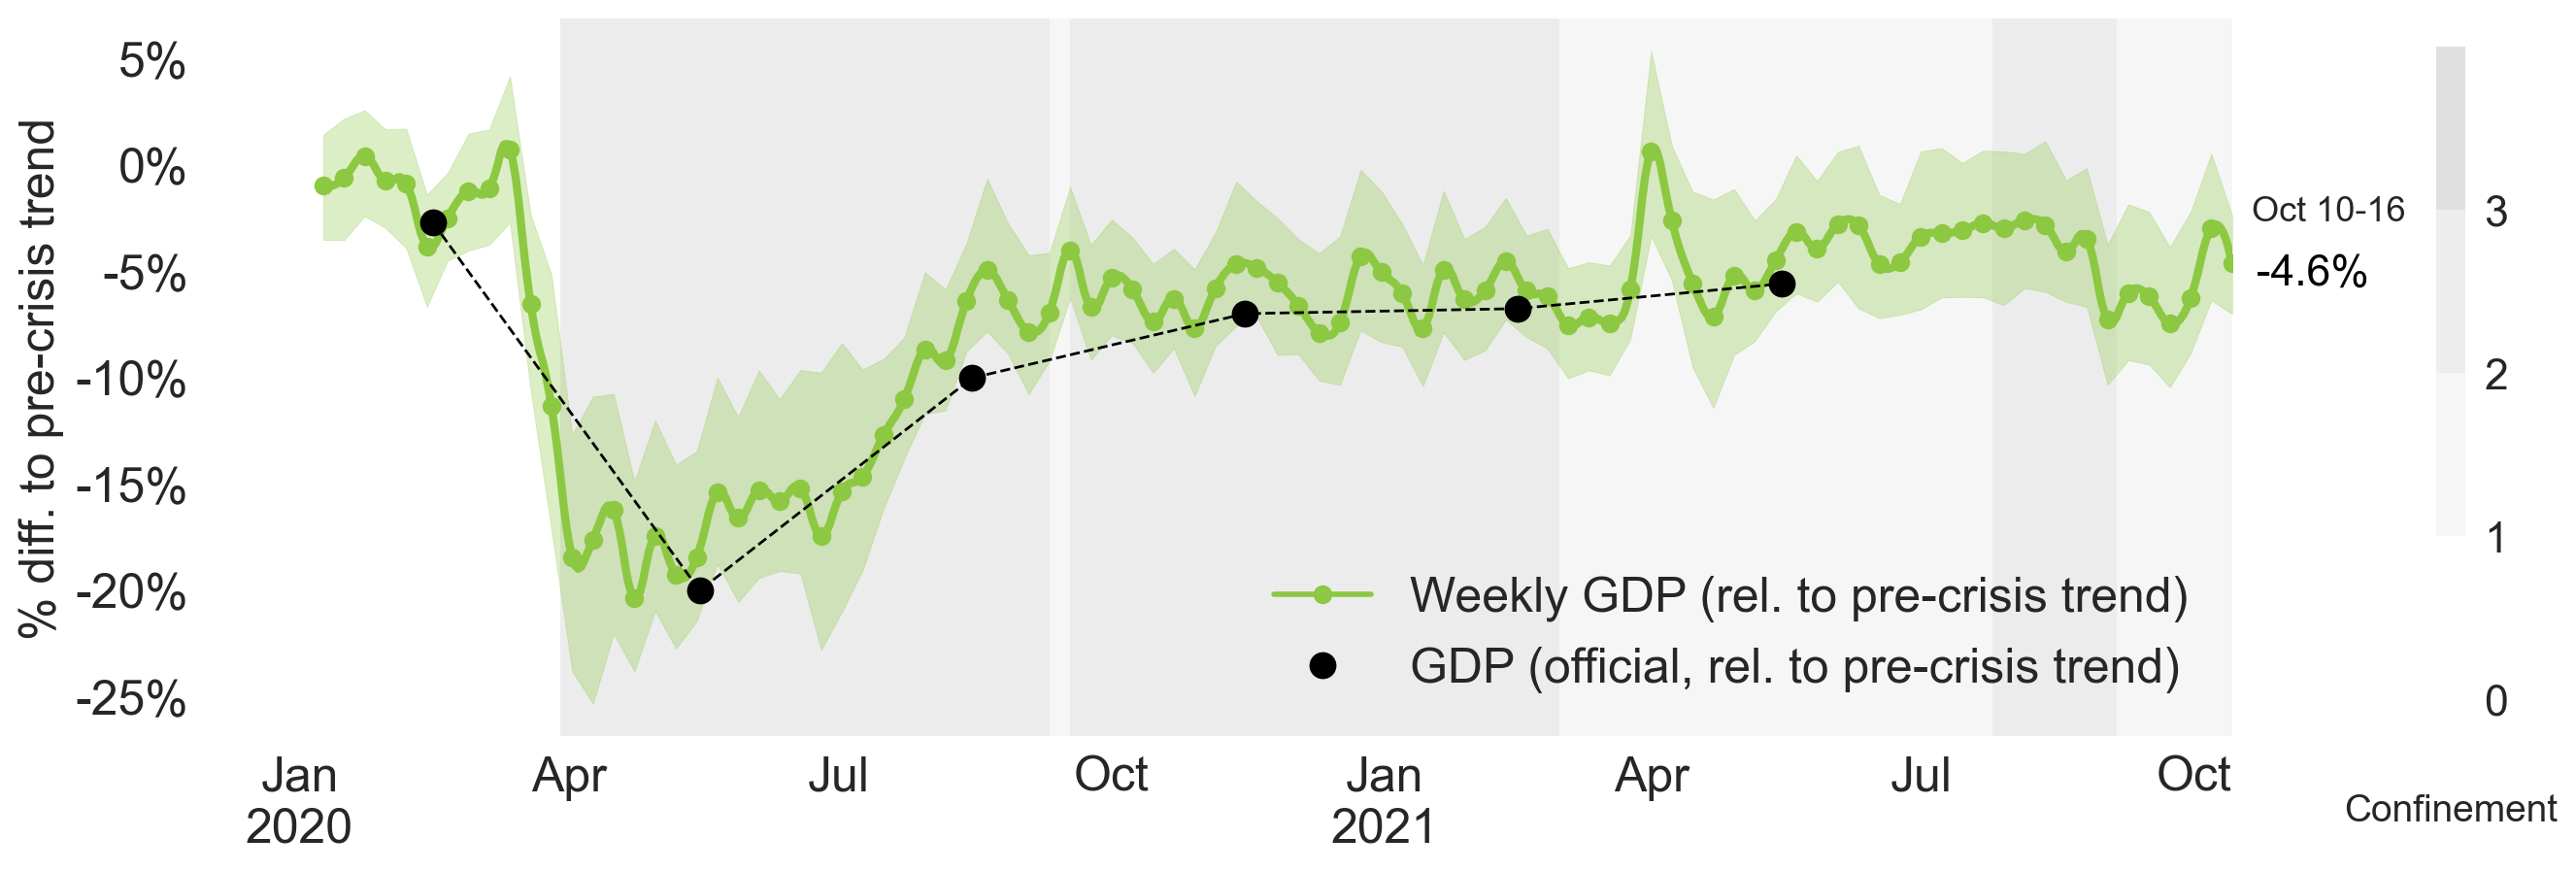 % diff. to pre-crisis trend
5%
0%
-5%
-10%
-15%
-20%
-25%
Jan
2020
Apr
Jul
Oct
Jan
2021
Apr
Jul
Oct
Weekly GDP (rel. to pre-crisis trend)
GDP (official, rel. to pre-crisis trend)
Oct 10-16
-4.6%
3
2
1
0
Confinement